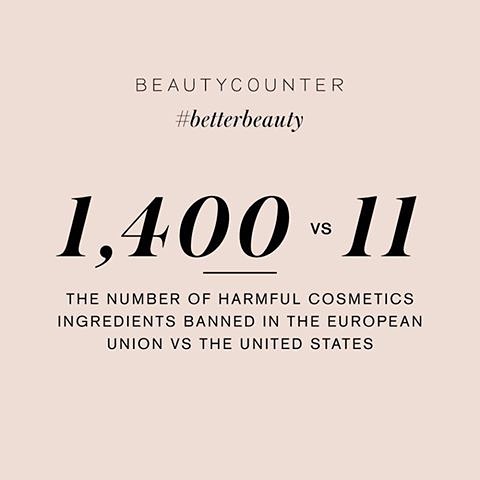 BEAUTYCOUNTER
#betterbeauty
1,400 vs 11
THE NUMBER OF HARMFUL COSMETICS
INGREDIENTS BANNED IN THE EUROPEAN
UNION VS THE UNITED STATES